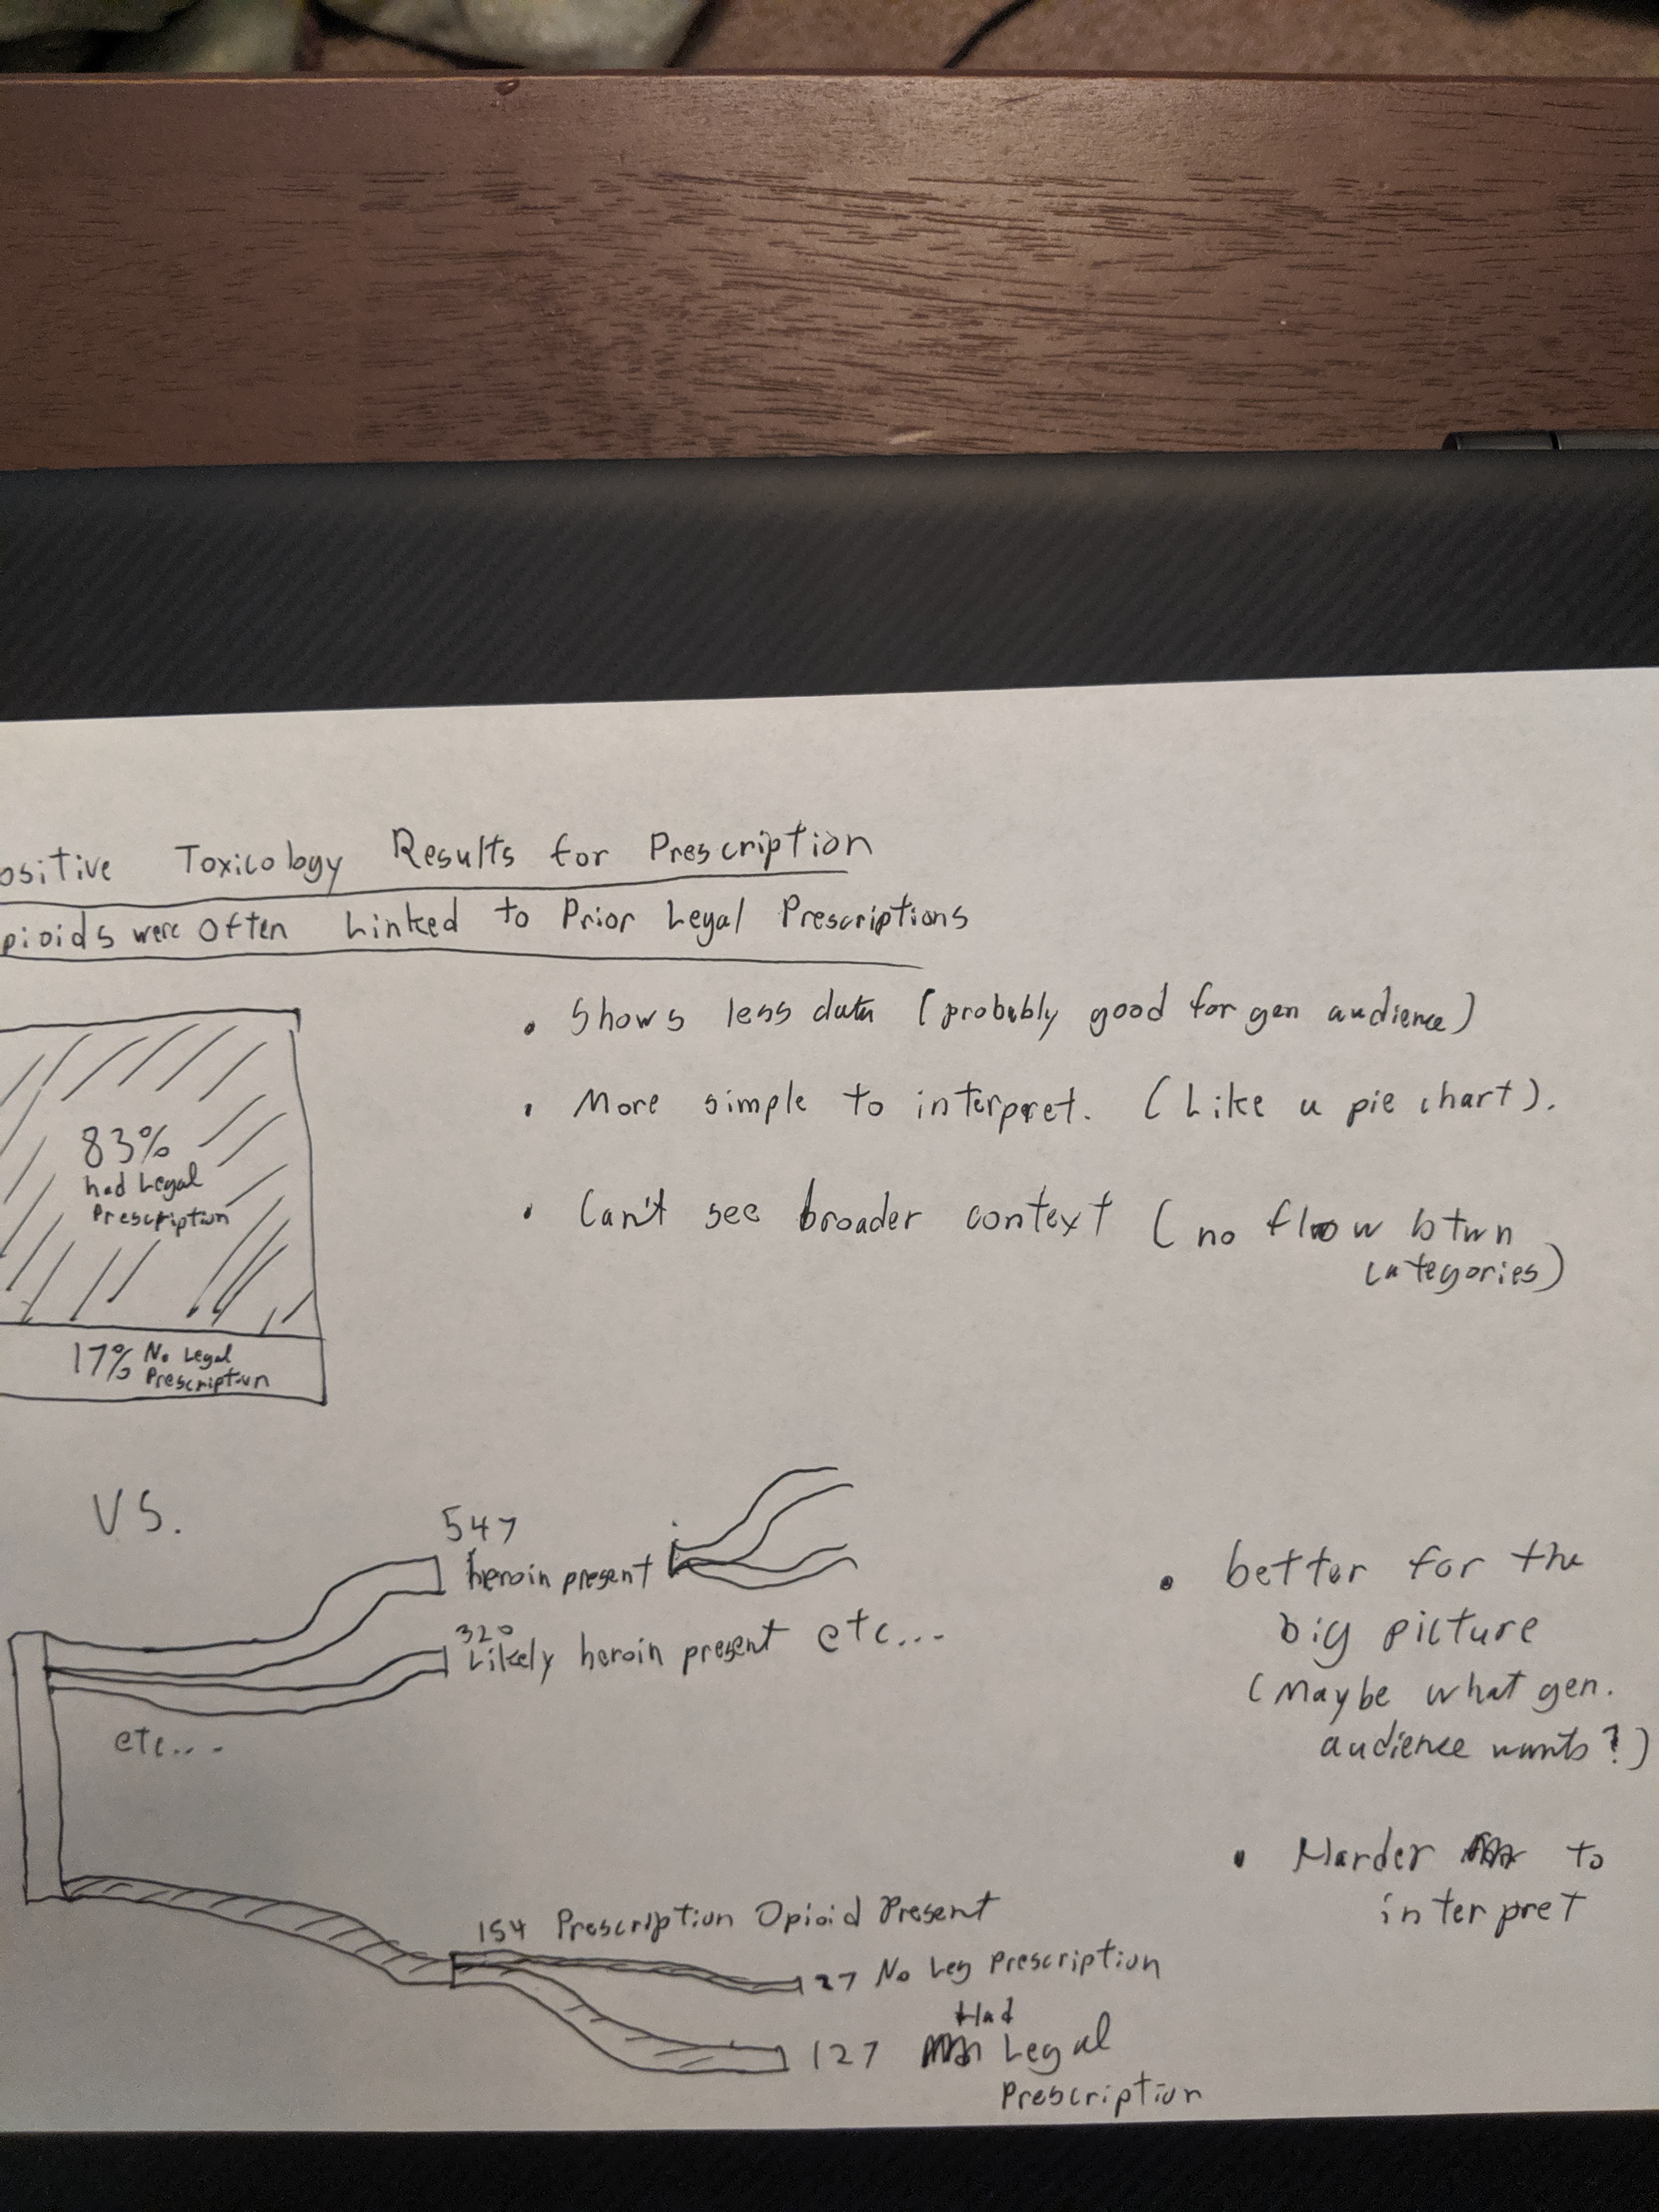 ositive Toxicology Results for Prescription
pioids were Often Linked to Prior Legal Prescriptions
• Shows less data (probably good for gen audience)
• More simple to interpret. (Like a pie chart).
83%
had Legal
Prescription
• Can't see broader context (no flow btwn
categories)
17% No Legal
Prescription
VS.
547
heroin present
320
Likely heroin present etc...
etc...
• better for the
big picture
(Maybe what gen.
audience wants?)
• Harder to
interpret
154 Prescription Opioid Present
27 No Leg Prescription
Had
127 Legal
Prescription